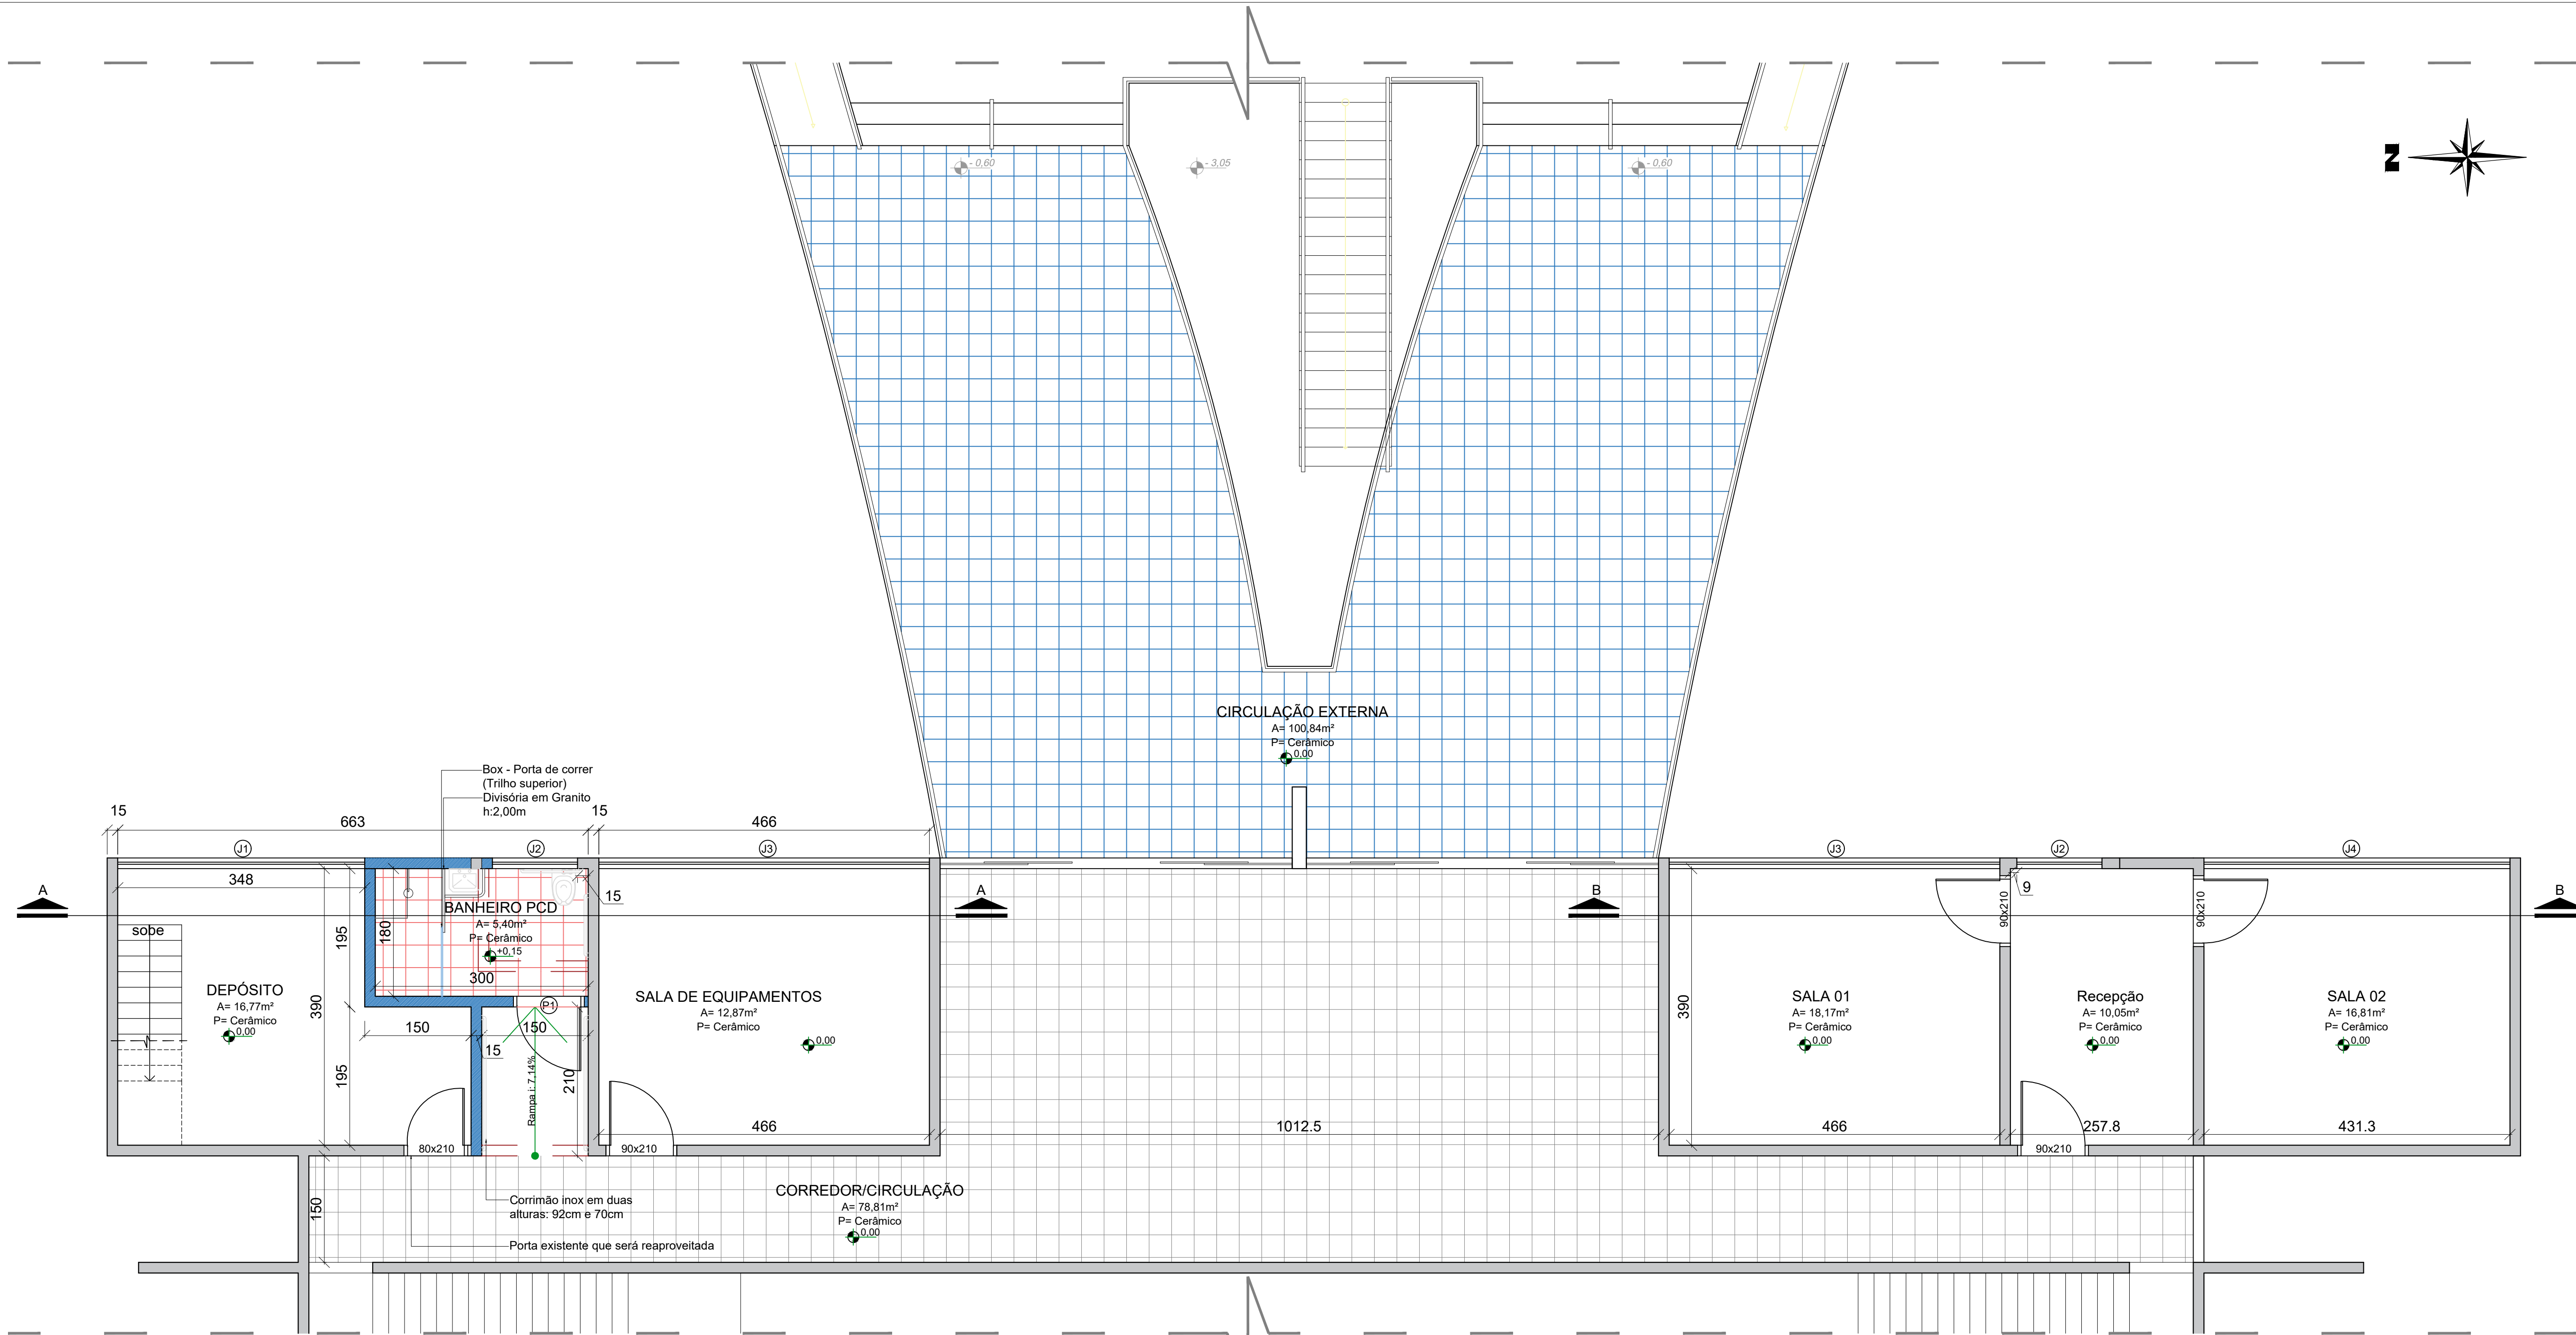 - 0,60
- 3,05
- 0,60
N
CIRCULAÇÃO EXTERNA
A= 100,84m²
P= Cerâmico
0,00
Box - Porta de correr
(Trilho superior)
Divisória em Granito
h:2,00m
15
663
15
466
J1
J2
J3
J3
J2
J4
A
348
A
B
B
15
9
90x210
90x210
sobe
195
180
BANHEIRO PCD
A= 5,40m²
P= Cerâmico
+0,15
300
DEPÓSITO
A= 16,77m²
P= Cerâmico
0,00
390
150
P1
150
15
195
Rampa i: 7,14%
210
SALA DE EQUIPAMENTOS
A= 12,87m²
P= Cerâmico
0,00
390
SALA 01
A= 18,17m²
P= Cerâmico
0,00
Recepção
A= 10,05m²
P= Cerâmico
0,00
SALA 02
A= 16,81m²
P= Cerâmico
0,00
466
1012.5
466
257.8
431.3
80x210
90x210
90x210
150
Corrimão inox em duas
alturas: 92cm e 70cm
Porta existente que será reaproveitada
CORREDOR/CIRCULAÇÃO
A= 78,81m²
P= Cerâmico
0,00